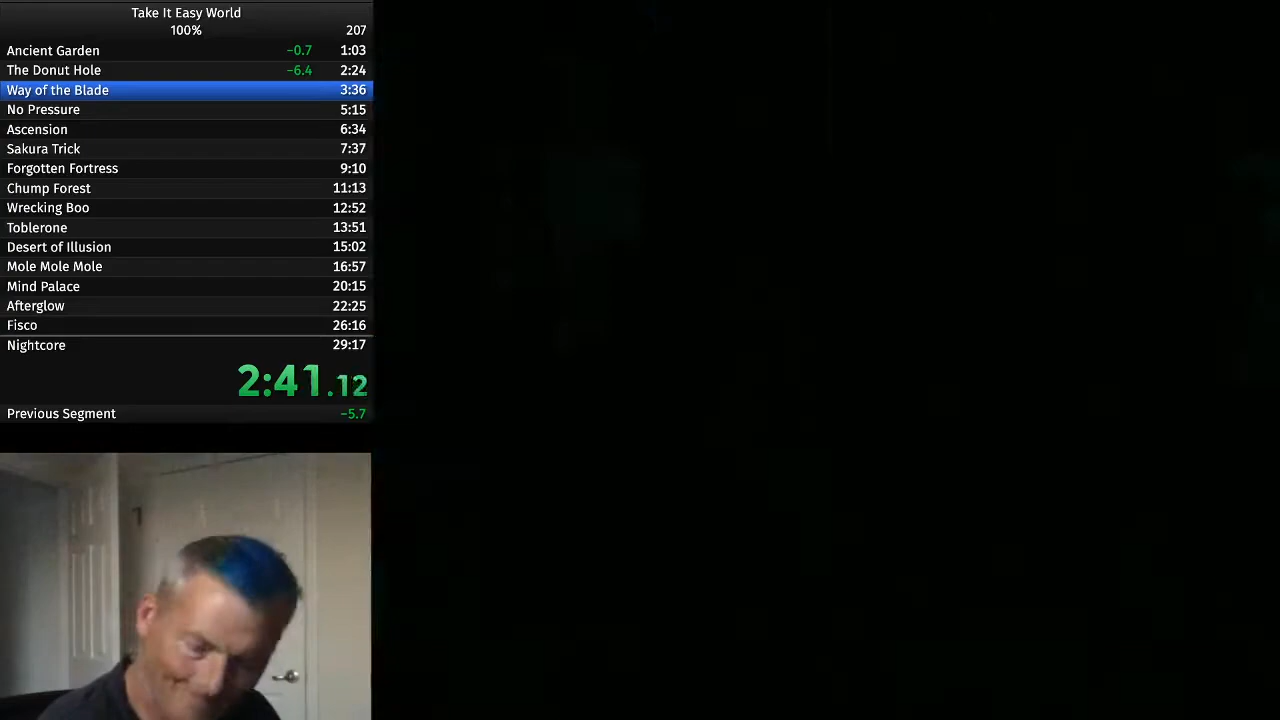 Take It Easy World
100% 207
Ancient Garden −0.7 1:03
The Donut Hole −6.4 2:24
Way of the Blade 3:36
No Pressure 5:15
Ascension 6:34
Sakura Trick 7:37
Forgotten Fortress 9:10
Chump Forest 11:13
Wrecking Boo 12:52
Toblerone 13:51
Desert of Illusion 15:02
Mole Mole Mole 16:57
Mind Palace 20:15
Afterglow 22:25
Fisco 26:16
Nightcore 29:17
2:41.12
Previous Segment −5.7